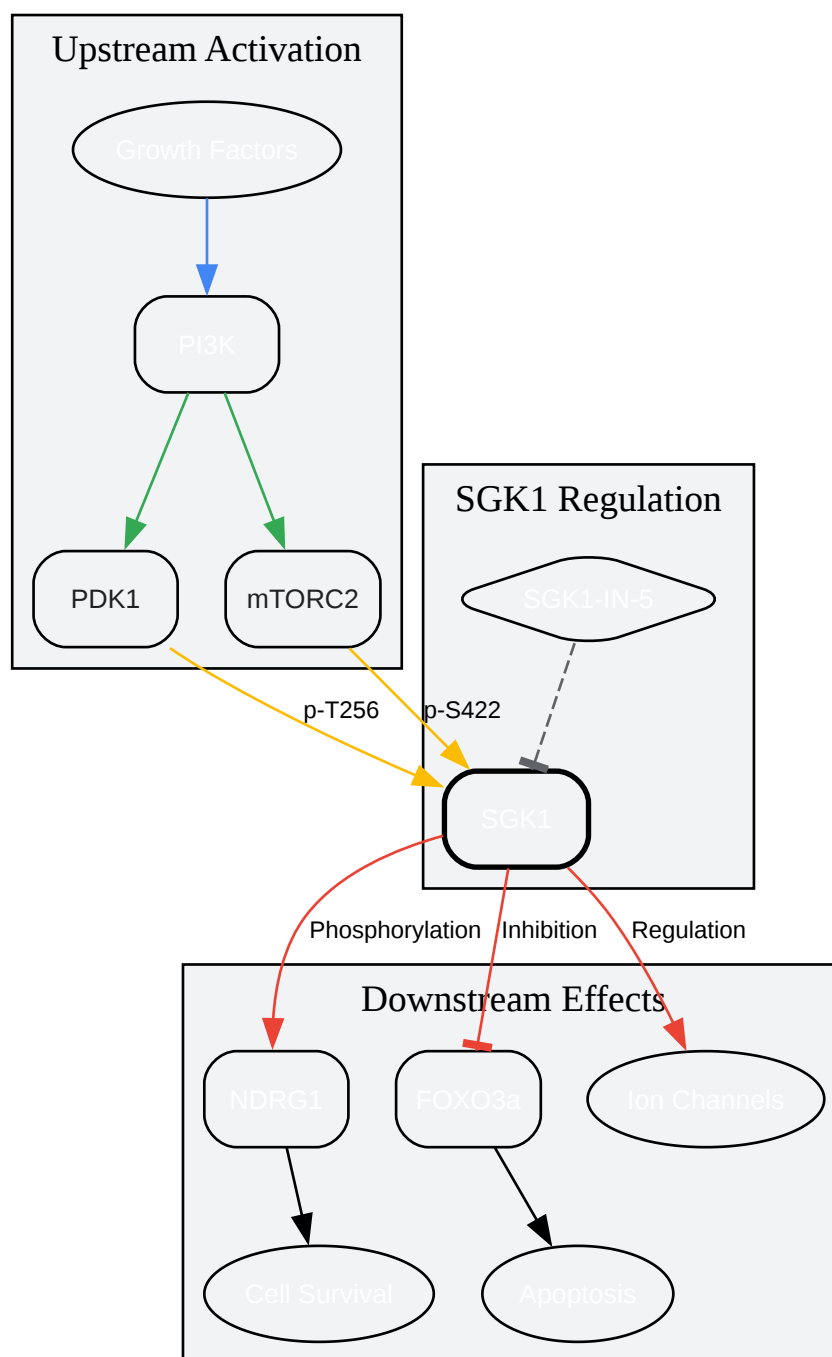 Upstream Activation
Growth Factors
PI3K
PDK1
mTORC2
SGK1 Regulation
SGK1-IN-5
p-T256
p-S422
SGK1
Phosphorylation
Inhibition
Regulation
Downstream Effects
NDRG1
FOXO3a
Ion Channels
Cell Survival
Apoptosis